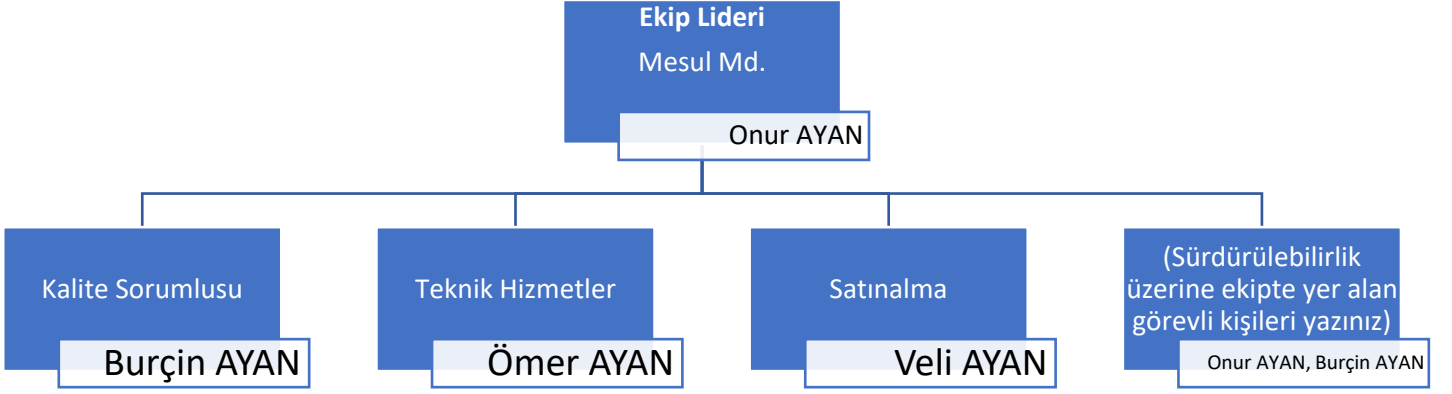 Ekip Lideri
Mesul Md.
Onur AYAN
Kalite Sorumlusu
Burçin AYAN
Teknik Hizmetler
Ömer AYAN
Satınalma
Veli AYAN
(Sürdürülebilirlik
üzerine ekipte yer alan
görevli kişileri yazınız)
Onur AYAN, Burçin AYAN